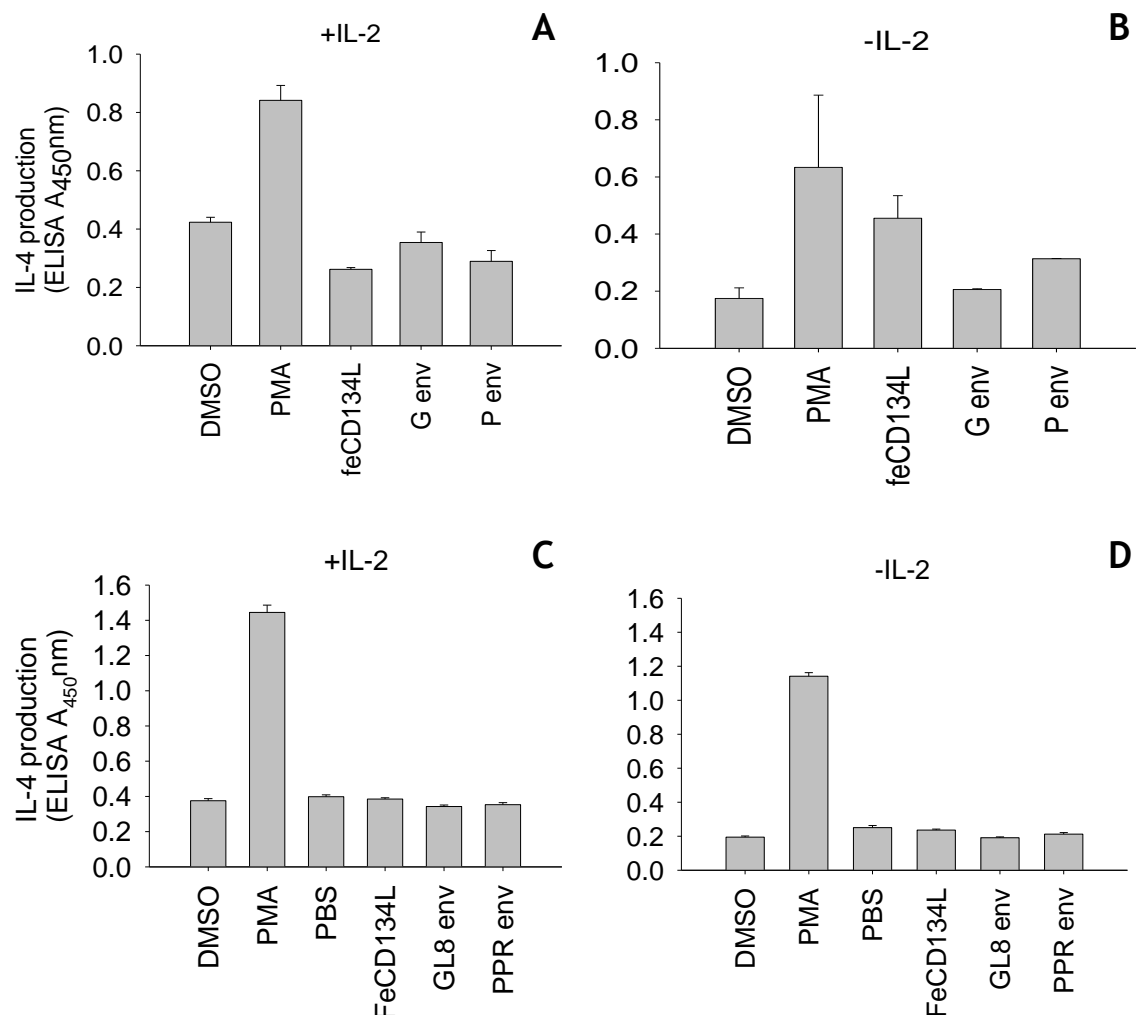 +IL-2
A
IL-4 production
(ELISA A450nm)
1.0
0.8
0.6
0.4
0.2
0.0
DMSO
PMA
feCD134L
G env
P env
-IL-2
B
1.0
0.8
0.6
0.4
0.2
0.0
DMSO
PMA
feCD134L
G env
P env
+IL-2
C
IL-4 production
(ELISA A450nm)
1.6
1.4
1.2
1.0
0.8
0.6
0.4
0.2
0.0
DMSO
PMA
PBS
FeCD134L
GL8 env
PPR env
-IL-2
D
1.6
1.4
1.2
1.0
0.8
0.6
0.4
0.2
0.0
DMSO
PMA
PBS
FeCD134L
GL8 env
PPR env